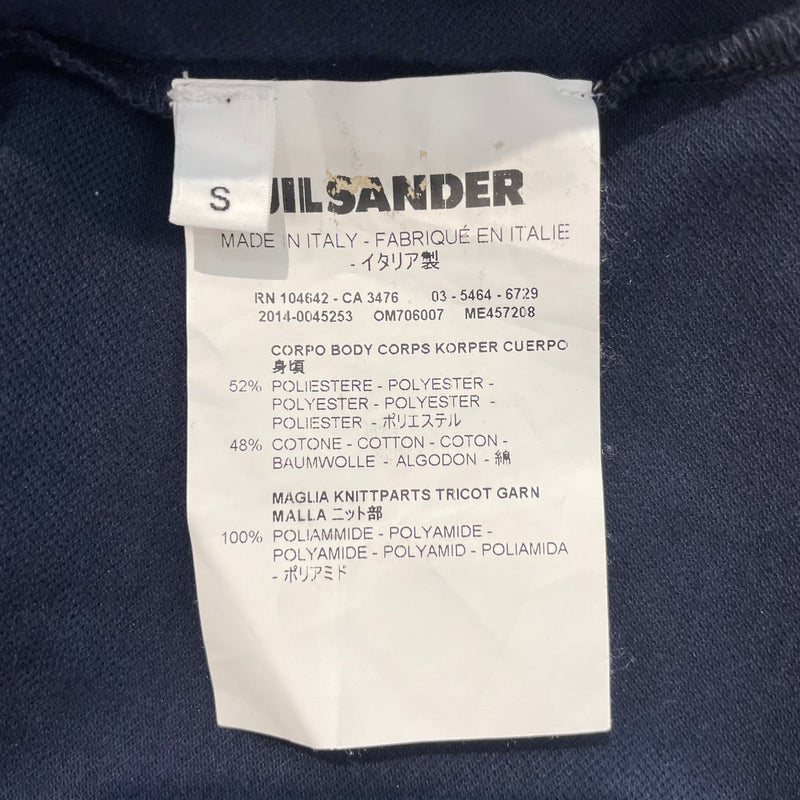 S
JIL SANDER
MADE IN ITALY - FABRIQUÉ EN ITALIE
- イタリア製
RN 104642 - CA 3476 03 - 5464 - 6729
2014-0045253 OM706007 ME457208
CORPO BODY CORPS KORPER CUERPO
身頃
52% POLIESTERE - POLYESTER -
POLYESTER - POLYESTER -
POLIESTER - ポリエステル
48% COTONE - COTTON - COTON -
BAUMWOLLE - ALGODON - 綿
MAGLIA KNITTPARTS TRICOT GARN
MALLA ニット部
100% POLIAMMIDE - POLYAMIDE -
POLYAMIDE - POLYAMID - POLIAMIDA
- ポリアミド